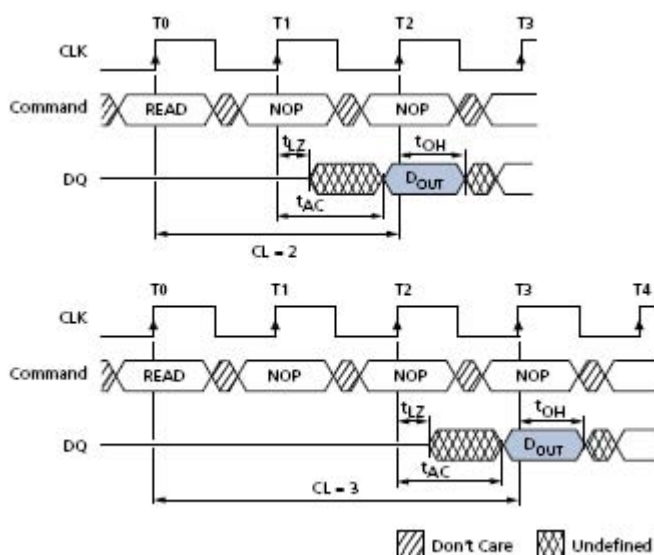 T0 T1 T2 T3
CLK
Command READ NOP NOP
tLZ tOH
DQ DOUT
tAC
CL = 2
T0 T1 T2 T3 T4
CLK
Command READ NOP NOP NOP
tLZ tOH
DQ DOUT
tAC
CL = 3
Don't Care Undefined